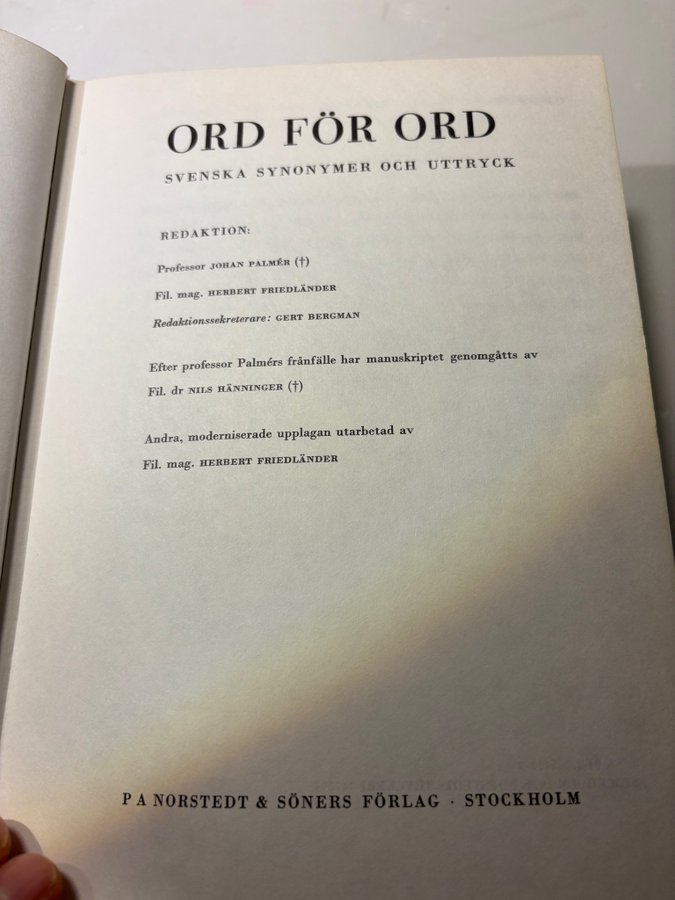 ORD FÖR ORD
SVENSKA SYNONYMER OCH UTTRYCK
REDAKTION:
Professor JOHAN PALMÉR (†)
Fil. mag. HERBERT FRIEDLÄNDER
Redaktionssekreterare: GERT BERGMAN
Efter professor Palmérs frånfälle har manuskriptet genomgåtts av
Fil. dr NILS HÄNNINGER (†)
Andra, moderniserade upplagan utarbetad av
Fil. mag. HERBERT FRIEDLÄNDER
P A NORSTEDT & SÖNERS FÖRLAG · STOCKHOLM